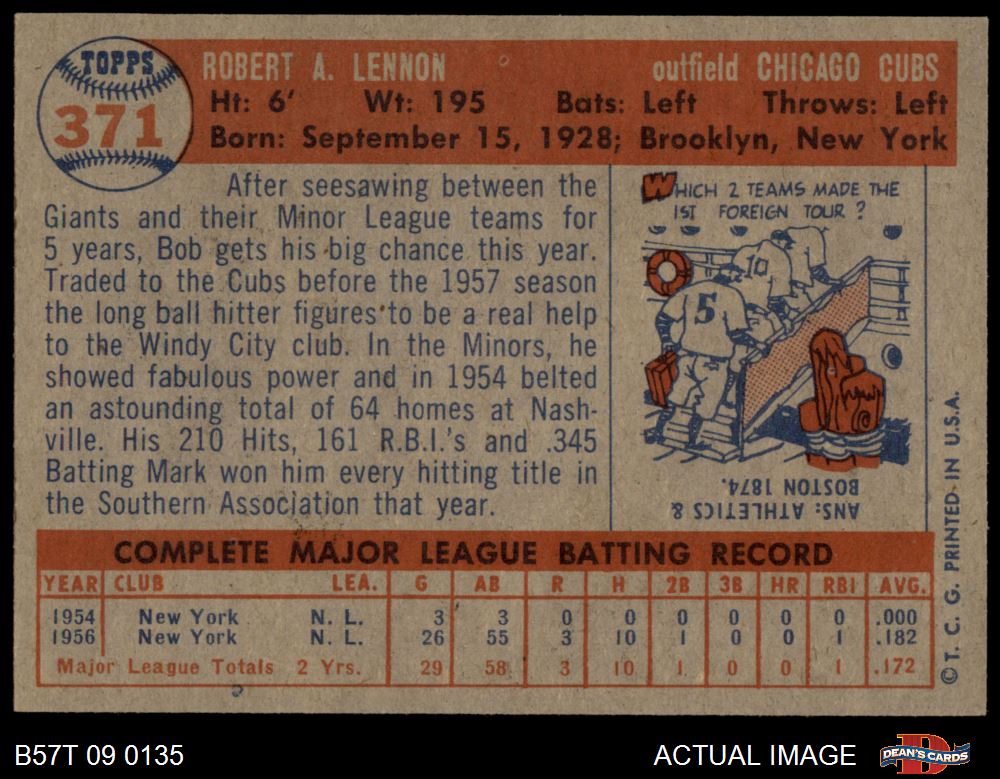 TOPPS
371
ROBERT A. LENNON outfield CHICAGO CUBS
Ht: 6' Wt: 195 Bats: Left Throws: Left
Born: September 15, 1928; Brooklyn, New York
After seesawing between the
Giants and their Minor League teams for
5 years, Bob gets his big chance this year.
Traded to the Cubs before the 1957 season
the long ball hitter figures to be a real help
to the Windy City club. In the Minors, he
showed fabulous power and in 1954 belted
an astounding total of 64 homes at Nash-
ville. His 210 Hits, 161 R.B.I.'s and .345
Batting Mark won him every hitting title in
the Southern Association that year.
WHICH 2 TEAMS MADE THE
1ST FOREIGN TOUR?
10
5
ANS: ATHLETICS &
BOSTON 1874.
COMPLETE MAJOR LEAGUE BATTING RECORD
YEAR CLUB LEA. G AB R H 2B 3B HR RBI AVG.
1954 New York N. L. 3 3 0 0 0 0 0 0 .000
1956 New York N. L. 26 55 3 10 1 0 0 1 .182
Major League Totals 2 Yrs. 29 58 3 10 1 0 0 1 .172
© T. C. G. PRINTED IN U.S.A.
B57T 09 0135 ACTUAL IMAGE DEAN'S CARDS